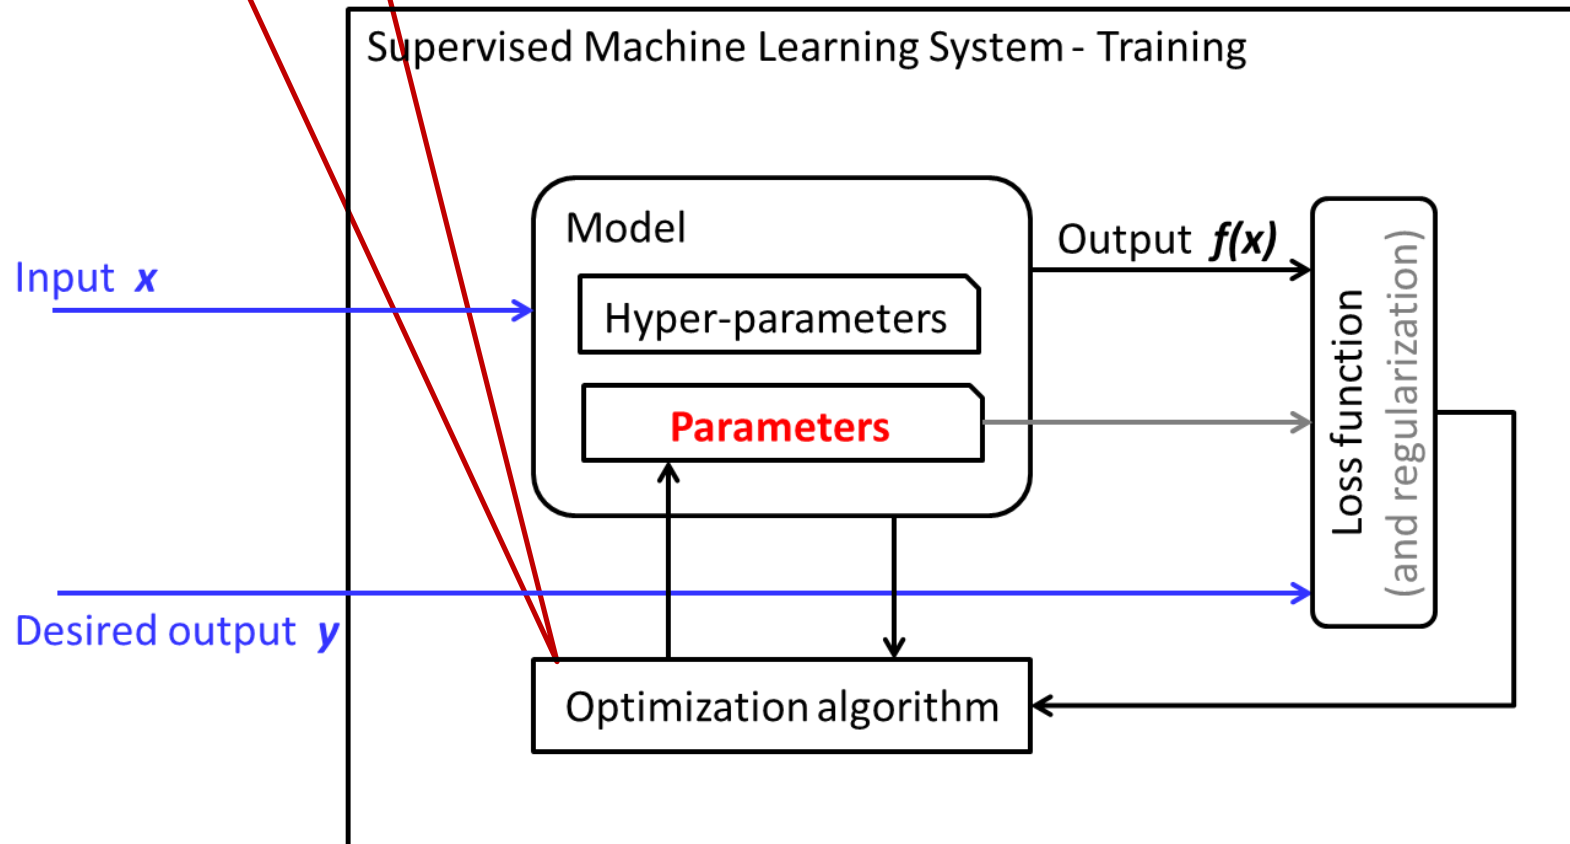 Supervised Machine Learning System - Training
Model
Output f(x)
Input x
Hyper-parameters
Parameters
Loss function
(and regularization)
Desired output y
Optimization algorithm